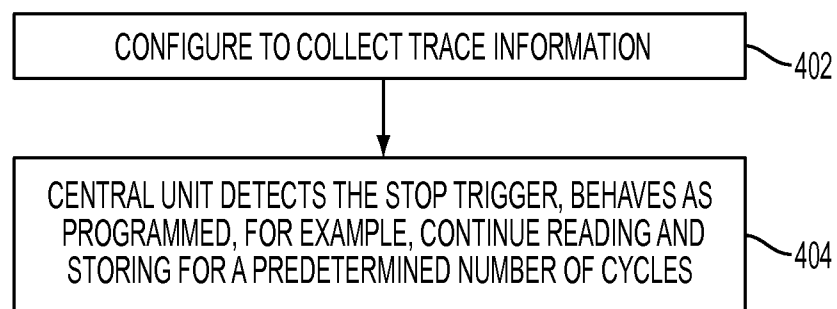 CONFIGURE TO COLLECT TRACE INFORMATION
402
CENTRAL UNIT DETECTS THE STOP TRIGGER, BEHAVES AS
PROGRAMMED, FOR EXAMPLE, CONTINUE READING AND
STORING FOR A PREDETERMINED NUMBER OF CYCLES
404